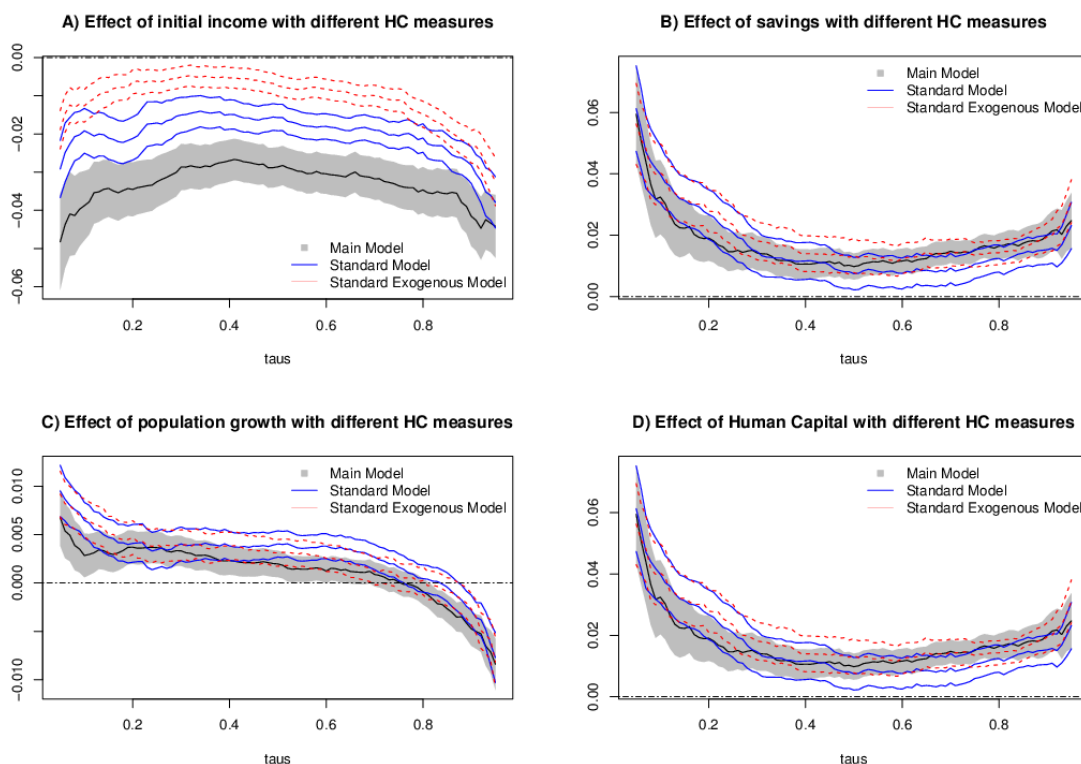 A) Effect of initial income with different HC measures
0.00
-0.02
-0.04
-0.06
Main Model
Standard Model
Standard Exogenous Model
0.2 0.4 0.6 0.8
taus
B) Effect of savings with different HC measures
0.06
0.04
0.02
0.00
Main Model
Standard Model
Standard Exogenous Model
0.2 0.4 0.6 0.8
taus
C) Effect of population growth with different HC measures
0.010
0.005
0.000
-0.010
Main Model
Standard Model
Standard Exogenous Model
0.2 0.4 0.6 0.8
taus
D) Effect of Human Capital with different HC measures
0.06
0.04
0.02
0.00
Main Model
Standard Model
Standard Exogenous Model
0.2 0.4 0.6 0.8
taus